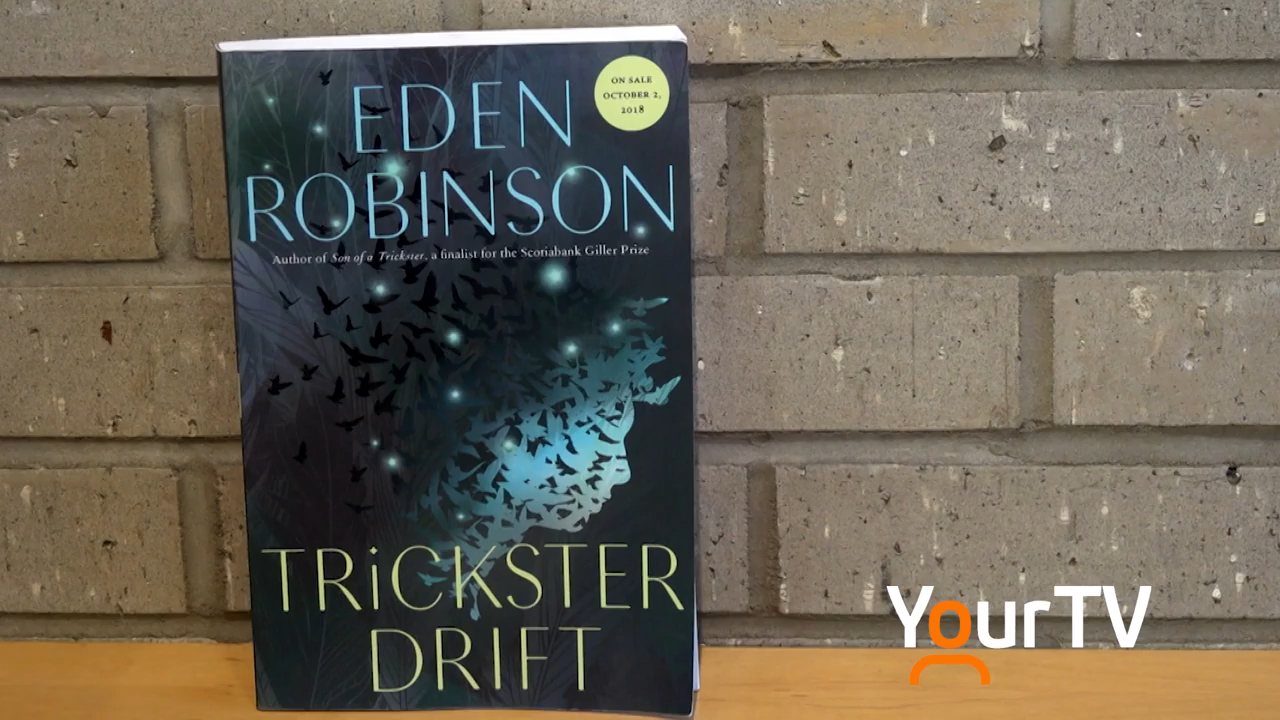 EDEN
ROBINSON
ON SALE
OCTOBER 2,
2018
Author of Son of a Trickster, a finalist for the Scotiabank Giller Prize
TRiCKSTER
DRIFT
YourTV